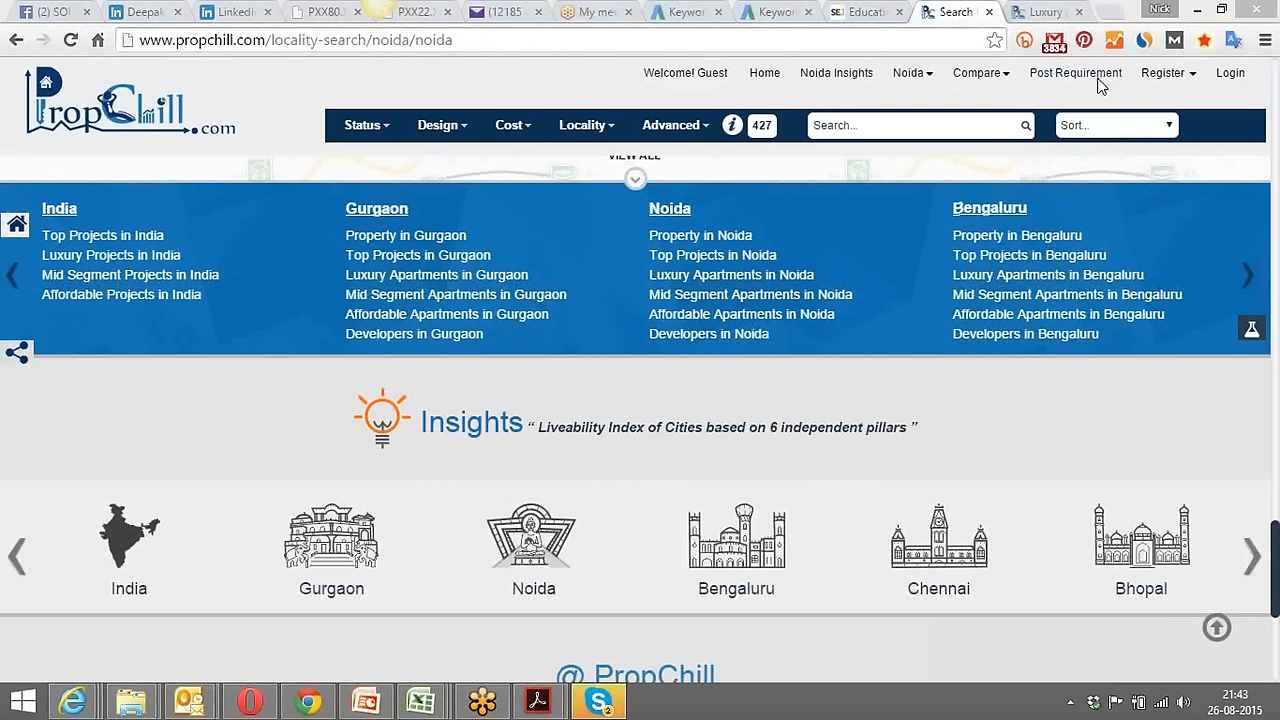 (2) SO
Deepak
LinkedI
PXX80.
PXX22.
(12185
My me
Keywor
Keywor
SEJ Educati
Search
Luxury
Nick
www.propchill.com/locality-search/noida/noida
3834
Welcome! Guest Home Noida Insights Noida Compare Post Requirement Register Login
PropChill.com
Status Design Cost Locality Advanced i 427 Search... Sort...
VIEW ALL
India Gurgaon Noida Bengaluru
Top Projects in India Property in Gurgaon Property in Noida Property in Bengaluru
Luxury Projects in India Top Projects in Gurgaon Top Projects in Noida Top Projects in Bengaluru
Mid Segment Projects in India Luxury Apartments in Gurgaon Luxury Apartments in Noida Luxury Apartments in Bengaluru
Affordable Projects in India Mid Segment Apartments in Gurgaon Mid Segment Apartments in Noida Mid Segment Apartments in Bengaluru
Affordable Apartments in Gurgaon Affordable Apartments in Noida Affordable Apartments in Bengaluru
Developers in Gurgaon Developers in Noida Developers in Bengaluru
Insights “ Liveability Index of Cities based on 6 independent pillars ”
India Gurgaon Noida Bengaluru Chennai Bhopal
@ PropChill
21:43
26-08-2015